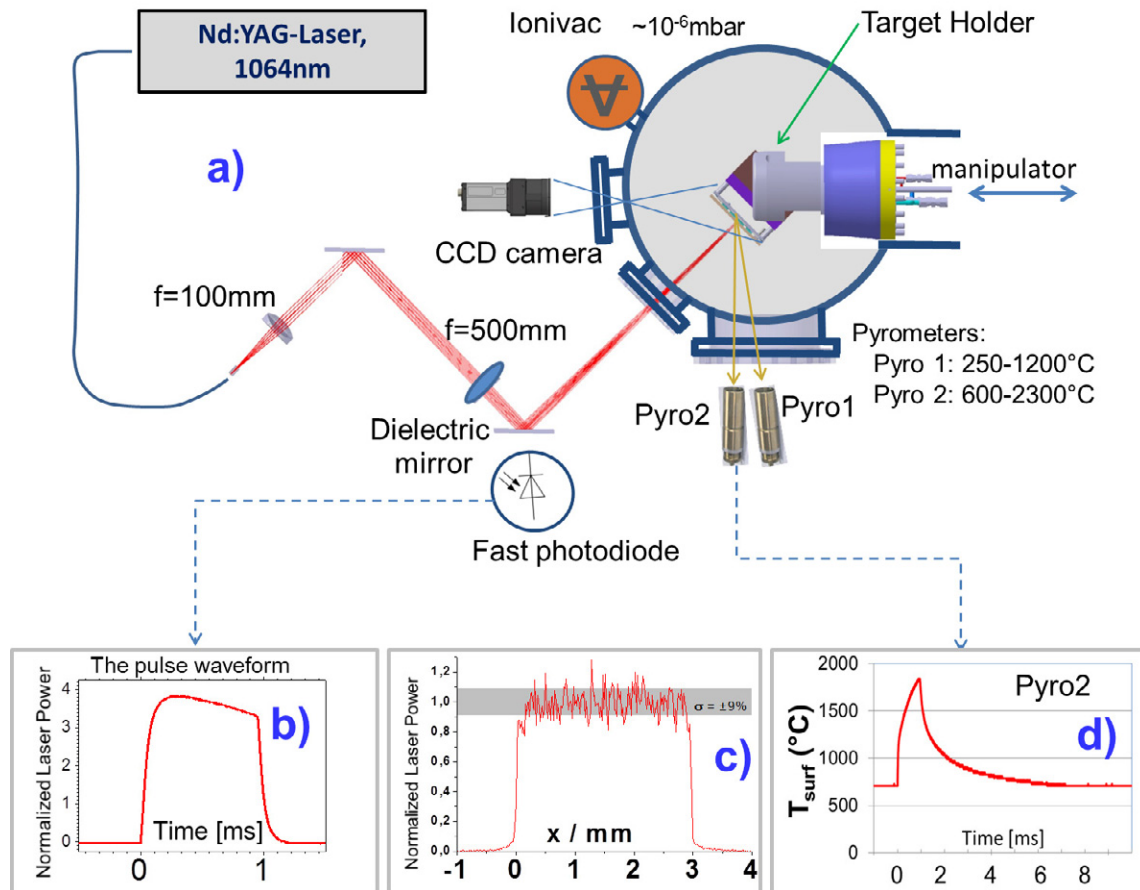 Nd:YAG-Laser,
1064nm
Ionivac ~10⁻⁶mbar
Target Holder
a)
manipulator
CCD camera
f=100mm
f=500mm
Pyrometers:
Pyro 1: 250-1200°C
Pyro 2: 600-2300°C
Pyro2
Pyro1
Dielectric
mirror
Fast photodiode
The pulse waveform
Normalized Laser Power
4
3
2
1
0
b)
Time [ms]
0 1
Normalized Laser Power
1,2
1,0
0,8
0,6
0,4
0,2
0,0
σ = ±9%
c)
x / mm
-1 0 1 2 3 4
Tsurf (°C)
2000
1500
1000
500
0
Pyro2
d)
Time [ms]
0 2 4 6 8